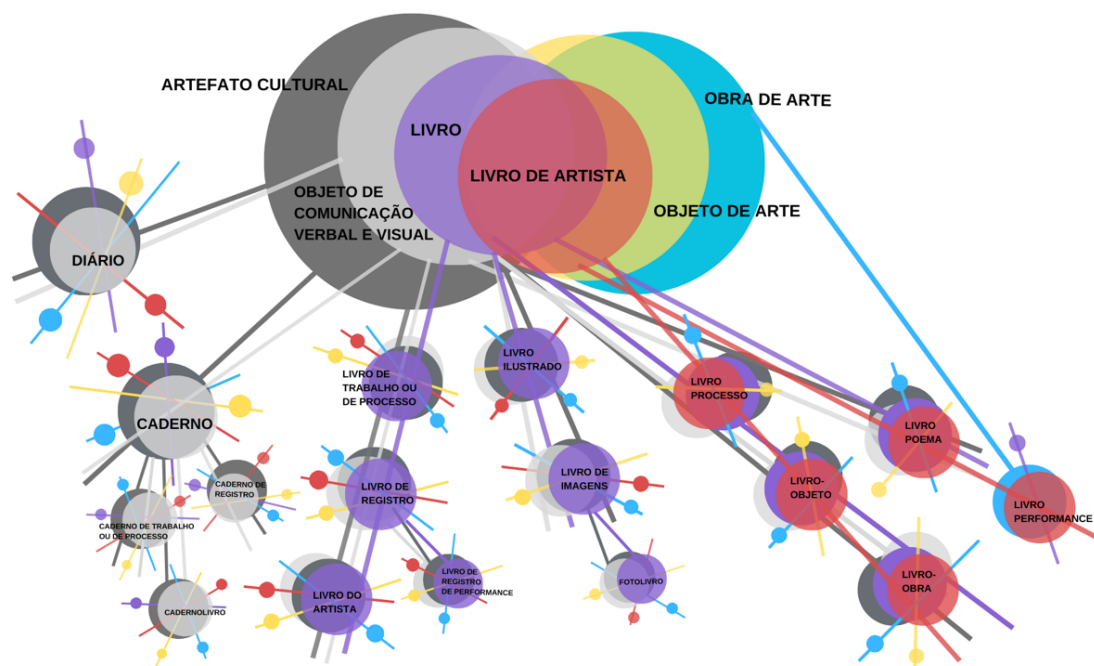 ARTEFATO CULTURAL
OBRA DE ARTE
LIVRO
LIVRO DE ARTISTA
OBJETO DE
COMUNICAÇÃO
VERBAL E VISUAL
OBJETO DE ARTE
DIÁRIO
LIVRO DE
TRABALHO OU
DE PROCESSO
LIVRO
ILUSTRADO
LIVRO
PROCESSO
CADERNO
LIVRO
POEMA
CADERNO DE
REGISTRO
LIVRO DE
REGISTRO
LIVRO DE
IMAGENS
LIVRO-
OBJETO
LIVRO
PERFORMANCE
CADERNO DE TRABALHO
OU DE PROCESSO
LIVRO DE
REGISTRO
DE PERFORMANCE
FOTOLIVRO
LIVRO-
OBRA
CADERNOLIVRO
LIVRO DO
ARTISTA